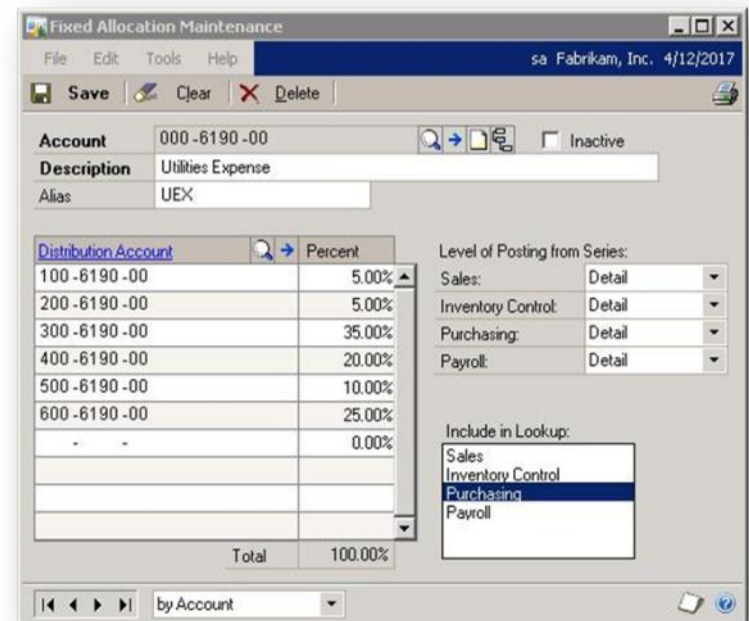 Fixed Allocation Maintenance
File Edit Tools Help sa Fabrikam, Inc. 4/12/2017
Save Clear Delete
Account 000-6190-00 Inactive
Description Utilities Expense
Alias UEX
Distribution Account Percent
100-6190-00 5.00%
200-6190-00 5.00%
300-6190-00 35.00%
400-6190-00 20.00%
500-6190-00 10.00%
600-6190-00 25.00%
- - 0.00%
Total 100.00%
Level of Posting from Series:
Sales: Detail
Inventory Control: Detail
Purchasing: Detail
Payroll: Detail
Include in Lookup:
Sales
Inventory Control
Purchasing
Payroll
by Account